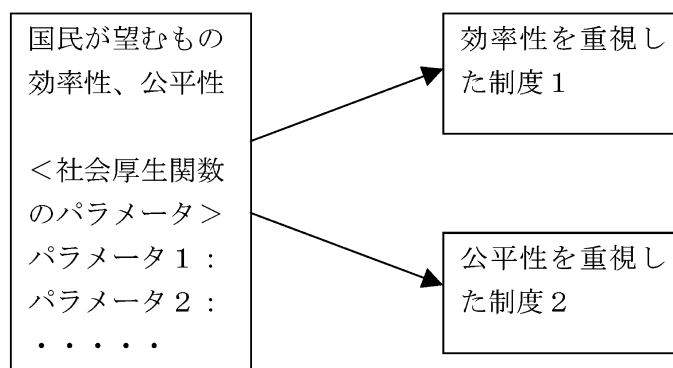 国民が望むもの
効率性、公平性
＜社会厚生関数
のパラメータ＞
パラメータ１：
パラメータ２：
・・・・・
効率性を重視し
た制度１
公平性を重視し
た制度２